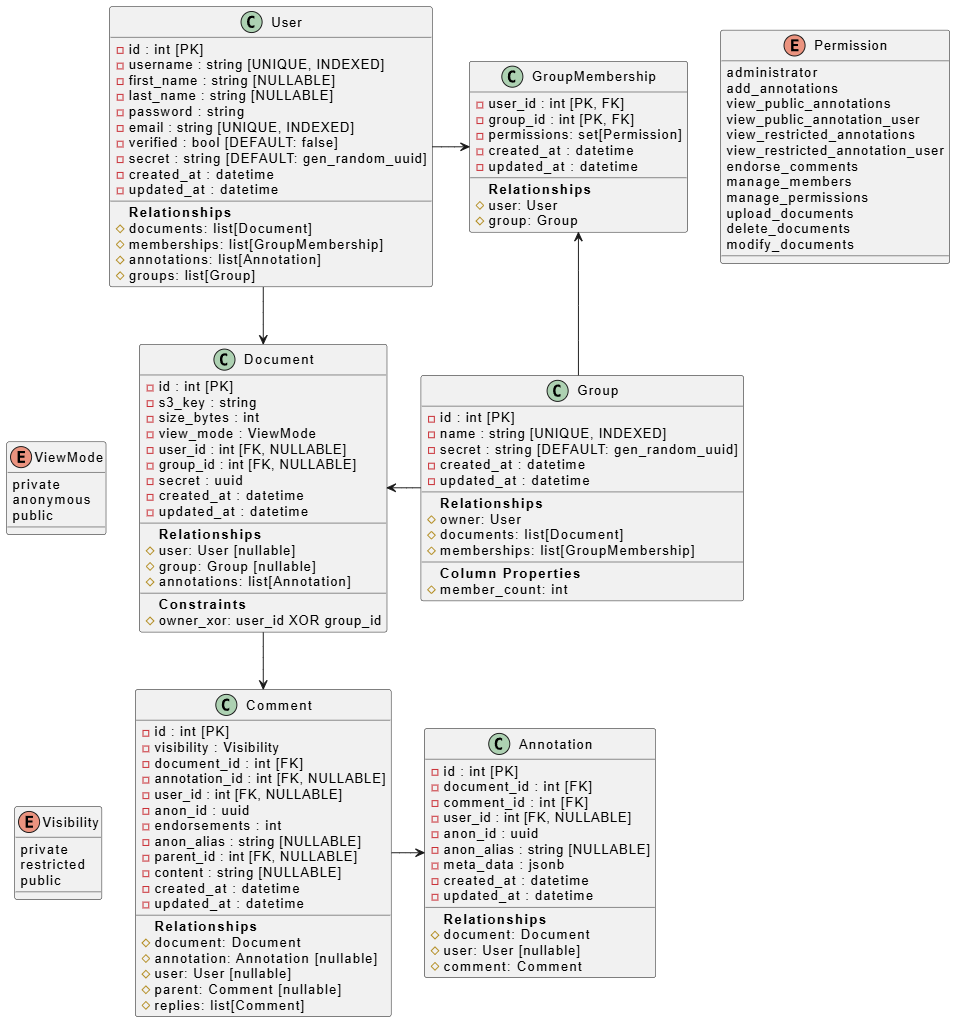 C User
id : int [PK]
username : string [UNIQUE, INDEXED]
first_name : string [NULLABLE]
last_name : string [NULLABLE]
password : string
email : string [UNIQUE, INDEXED]
verified : bool [DEFAULT: false]
secret : string [DEFAULT: gen_random_uuid]
created_at : datetime
updated_at : datetime
Relationships
documents: list[Document]
memberships: list[GroupMembership]
annotations: list[Annotation]
groups: list[Group]
C GroupMembership
user_id : int [PK, FK]
group_id : int [PK, FK]
permissions: set[Permission]
created_at : datetime
updated_at : datetime
Relationships
user: User
group: Group
E Permission
administrator
add_annotations
view_public_annotations
view_public_annotation_user
view_restricted_annotations
view_restricted_annotation_user
endorse_comments
manage_members
manage_permissions
upload_documents
delete_documents
modify_documents
E ViewMode
private
anonymous
public
C Document
id : int [PK]
s3_key : string
size_bytes : int
view_mode : ViewMode
user_id : int [FK, NULLABLE]
group_id : int [FK, NULLABLE]
secret : uuid
created_at : datetime
updated_at : datetime
Relationships
user: User [nullable]
group: Group [nullable]
annotations: list[Annotation]
Constraints
owner_xor: user_id XOR group_id
C Group
id : int [PK]
name : string [UNIQUE, INDEXED]
secret : string [DEFAULT: gen_random_uuid]
created_at : datetime
updated_at : datetime
Relationships
owner: User
documents: list[Document]
memberships: list[GroupMembership]
Column Properties
member_count: int
E Visibility
private
restricted
public
C Comment
id : int [PK]
visibility : Visibility
document_id : int [FK]
annotation_id : int [FK, NULLABLE]
user_id : int [FK, NULLABLE]
anon_id : uuid
endorsements : int
anon_alias : string [NULLABLE]
parent_id : int [FK, NULLABLE]
content : string [NULLABLE]
created_at : datetime
updated_at : datetime
Relationships
document: Document
annotation: Annotation [nullable]
user: User [nullable]
parent: Comment [nullable]
replies: list[Comment]
C Annotation
id : int [PK]
document_id : int [FK]
comment_id : int [FK]
user_id : int [FK, NULLABLE]
anon_id : uuid
anon_alias : string [NULLABLE]
meta_data : jsonb
created_at : datetime
updated_at : datetime
Relationships
document: Document
user: User [nullable]
comment: Comment